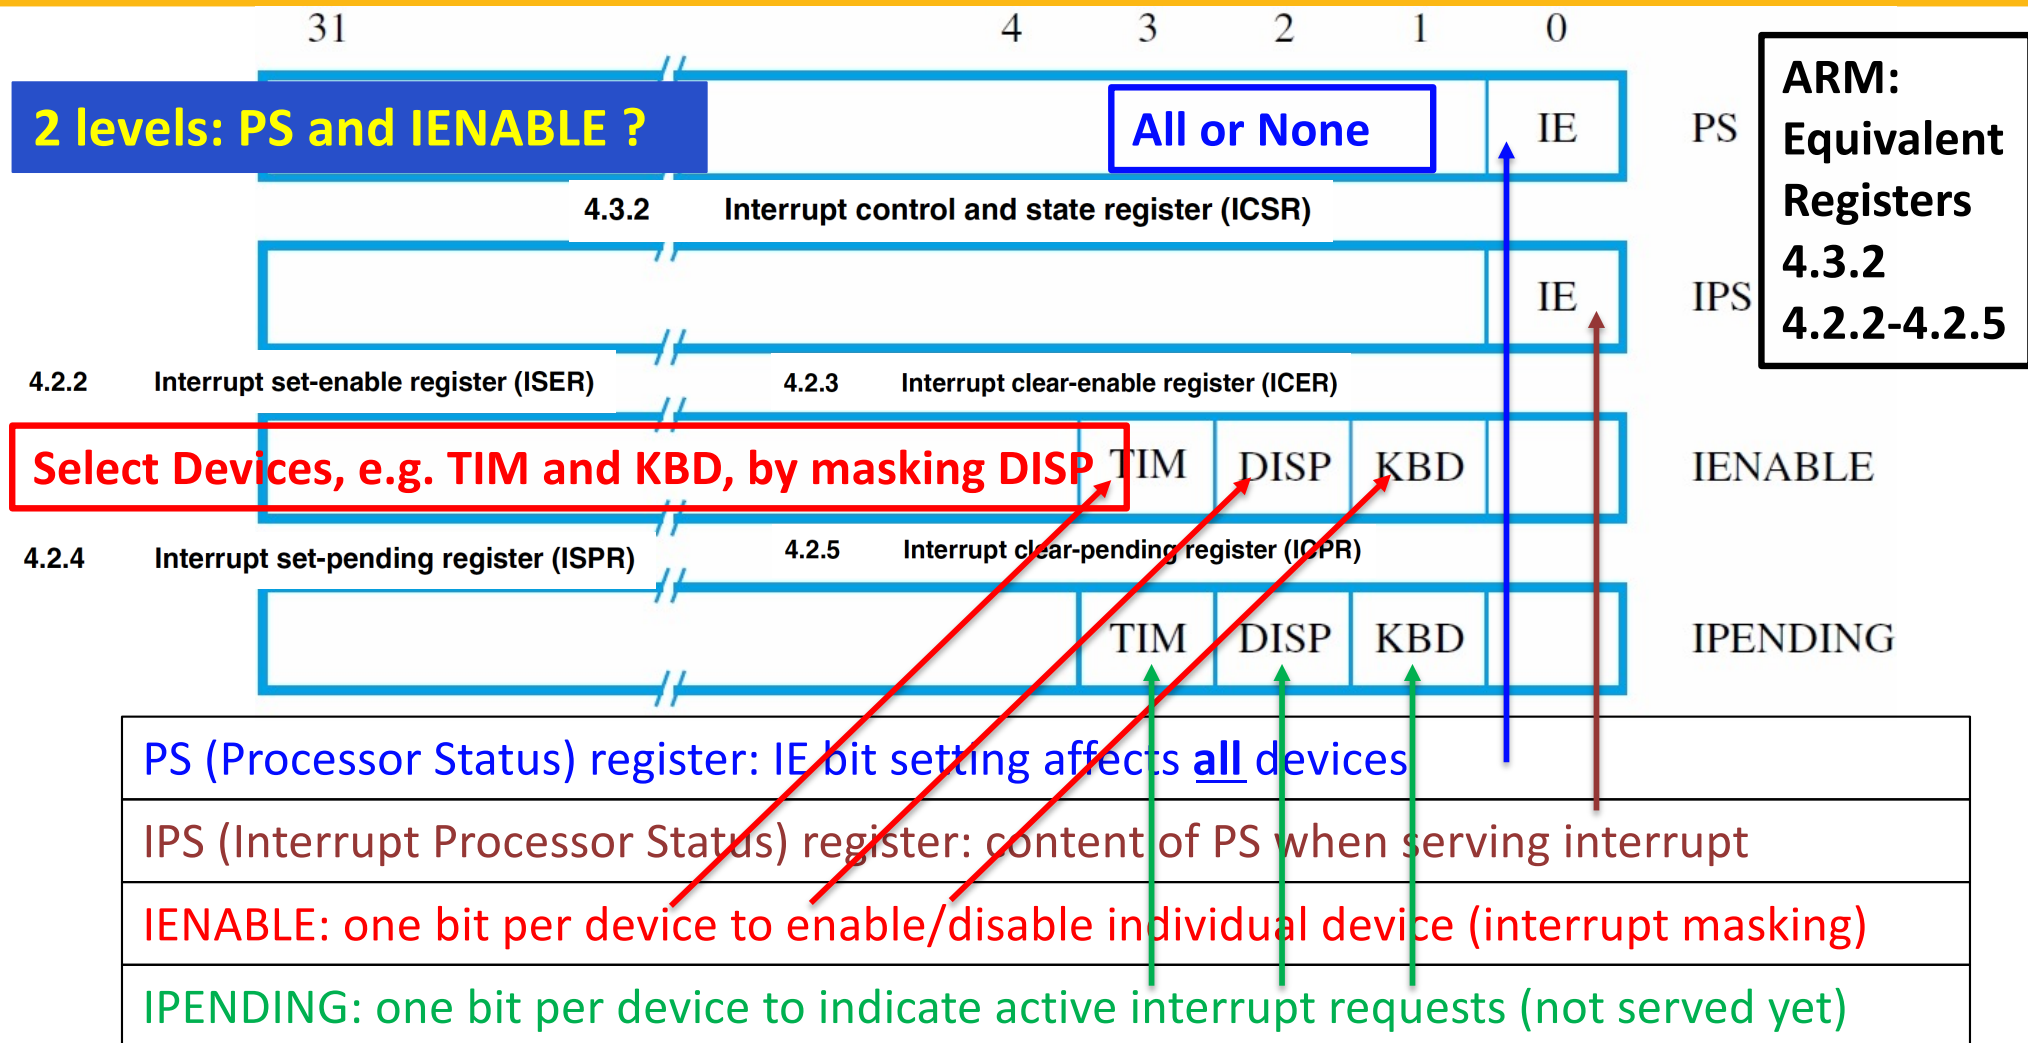 31 4 3 2 1 0
2 levels: PS and IENABLE ?
All or None
IE
PS
ARM:
Equivalent
Registers
4.3.2
4.2.2-4.2.5
4.3.2 Interrupt control and state register (ICSR)
IE
IPS
4.2.2 Interrupt set-enable register (ISER)
4.2.3 Interrupt clear-enable register (ICER)
Select Devices, e.g. TIM and KBD, by masking DISP
TIM DISP KBD
IENABLE
4.2.4 Interrupt set-pending register (ISPR)
4.2.5 Interrupt clear-pending register (ICPR)
TIM DISP KBD
IPENDING
PS (Processor Status) register: IE bit setting affects all devices
IPS (Interrupt Processor Status) register: content of PS when serving interrupt
IENABLE: one bit per device to enable/disable individual device (interrupt masking)
IPENDING: one bit per device to indicate active interrupt requests (not served yet)